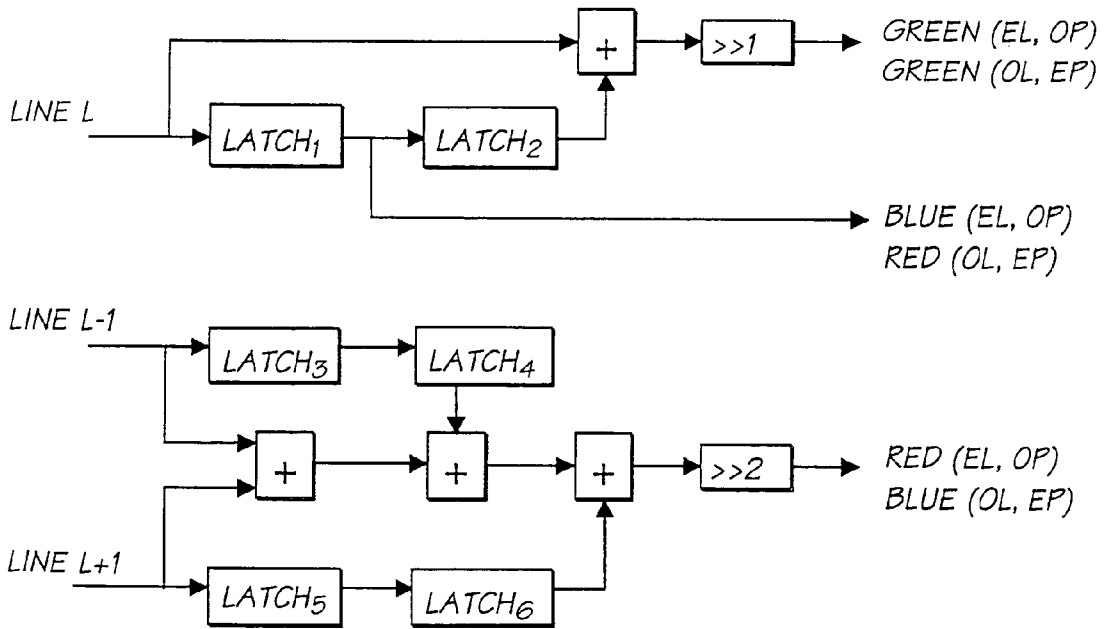 +
>>1
GREEN (EL, OP)
GREEN (OL, EP)
LINE L
LATCH1
LATCH2
BLUE (EL, OP)
RED (OL, EP)
LINE L-1
LATCH3
LATCH4
+
+
+
>>2
RED (EL, OP)
BLUE (OL, EP)
LINE L+1
LATCH5
LATCH6